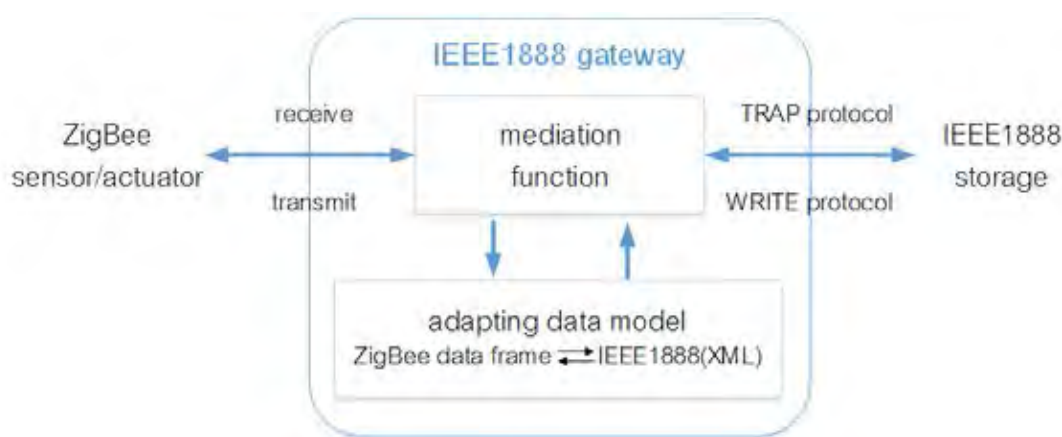 IEEE1888 gateway
receive
TRAP protocol
ZigBee
sensor/actuator
mediation
function
IEEE1888
storage
transmit
WRITE protocol
adapting data model
ZigBee data frame ⇄ IEEE1888(XML)